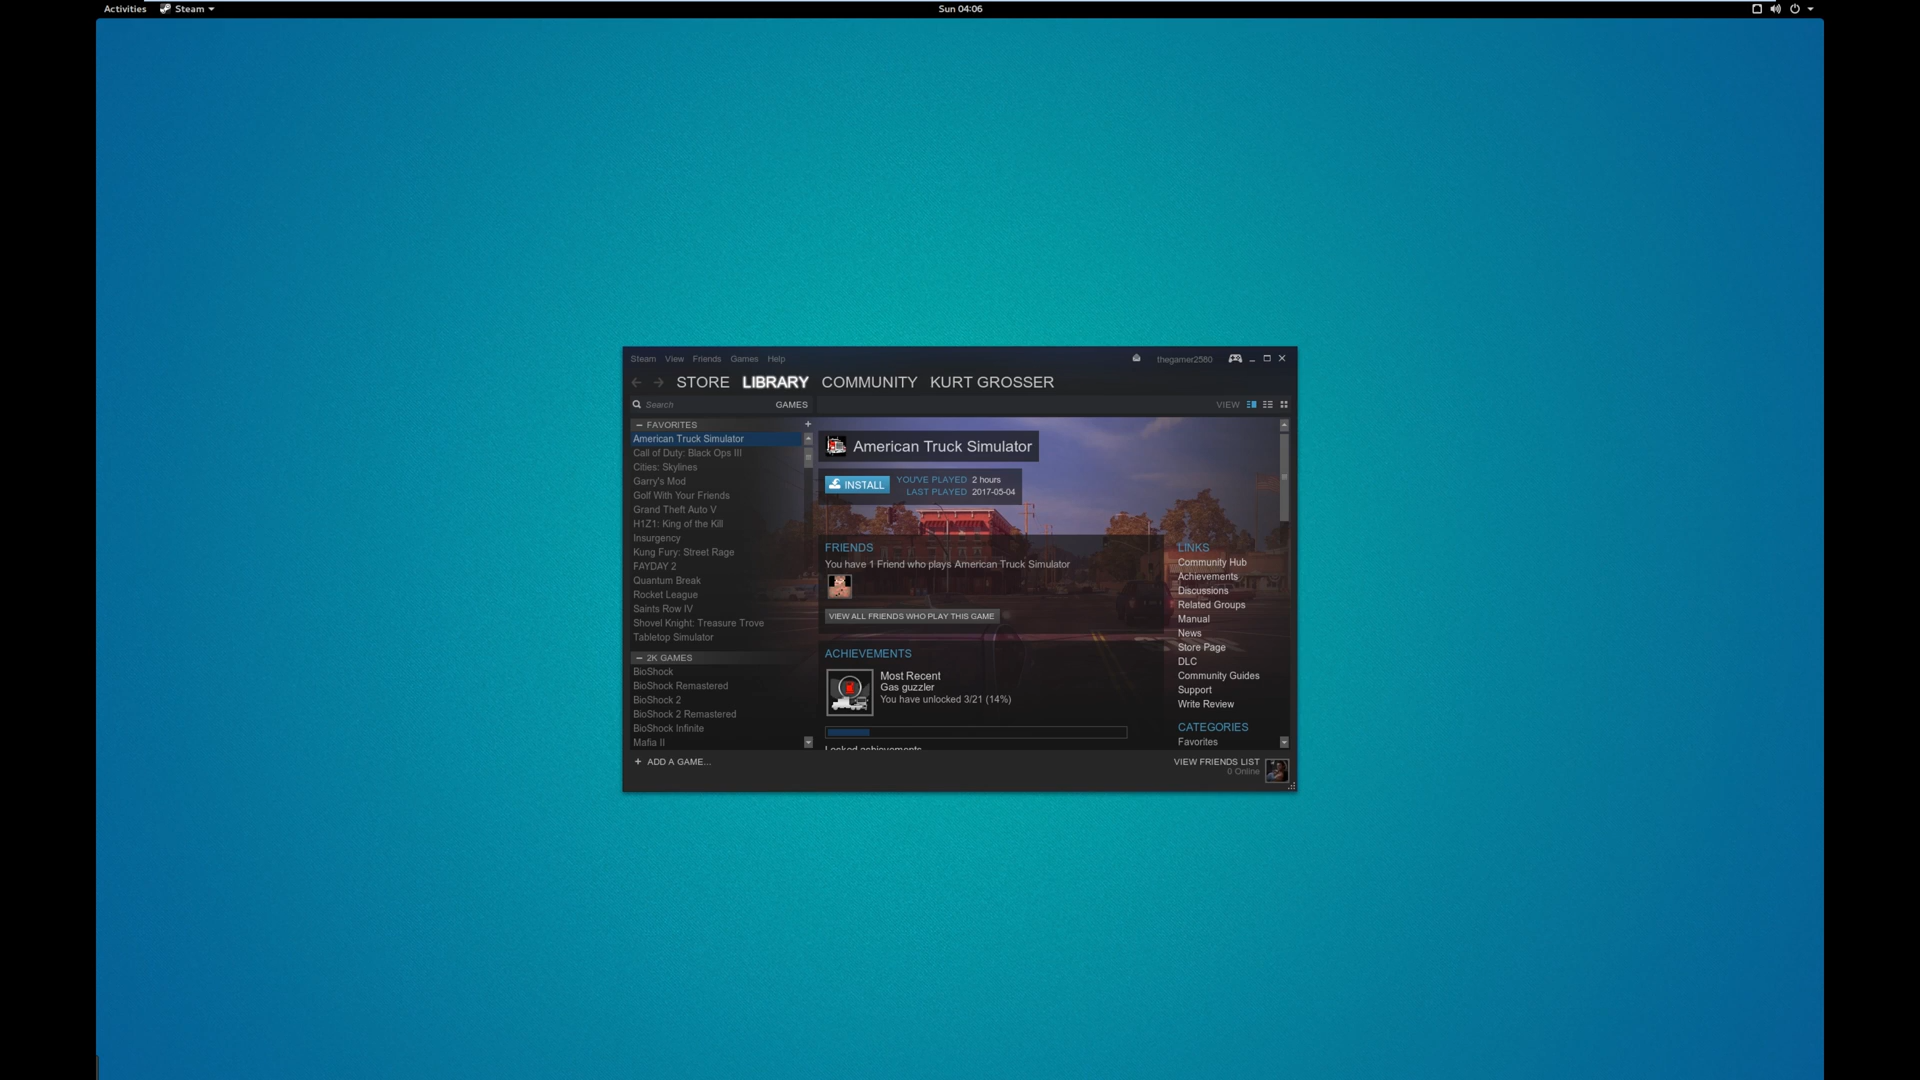 Activities Steam Sun 04:06
Steam View Friends Games Help thegamer2580
STORE LIBRARY COMMUNITY KURT GROSSER
Search GAMES VIEW
– FAVORITES +
American Truck Simulator
Call of Duty: Black Ops III
Cities: Skylines
Garry's Mod
Golf With Your Friends
Grand Theft Auto V
H1Z1: King of the Kill
Insurgency
Kung Fury: Street Rage
FAYDAY 2
Quantum Break
Rocket League
Saints Row IV
Shovel Knight: Treasure Trove
Tabletop Simulator
– 2K GAMES
BioShock
BioShock Remastered
BioShock 2
BioShock 2 Remastered
BioShock Infinite
Mafia II
American Truck Simulator
INSTALL
YOU'VE PLAYED 2 hours
LAST PLAYED 2017-05-04
FRIENDS
You have 1 Friend who plays American Truck Simulator
VIEW ALL FRIENDS WHO PLAY THIS GAME
ACHIEVEMENTS
Most Recent
Gas guzzler
You have unlocked 3/21 (14%)
Locked achievements
LINKS
Community Hub
Achievements
Discussions
Related Groups
Manual
News
Store Page
DLC
Community Guides
Support
Write Review
CATEGORIES
Favorites
+ ADD A GAME...
VIEW FRIENDS LIST
0 Online